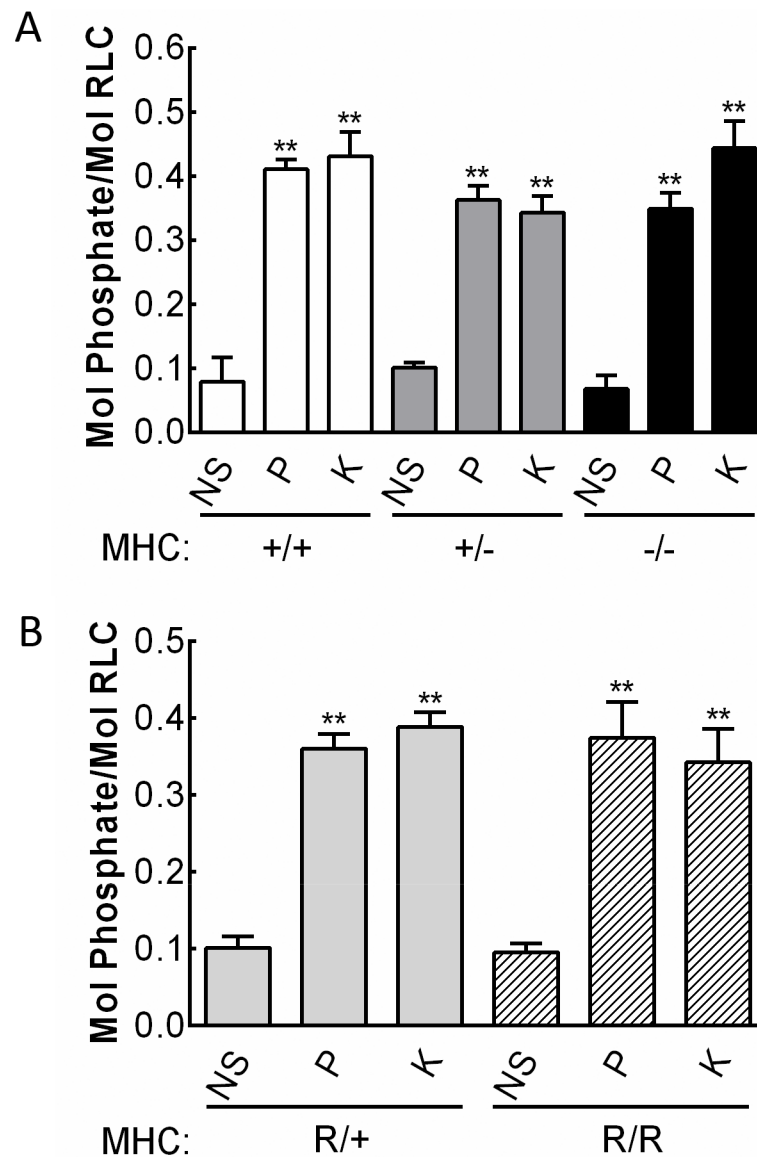 A
Mol Phosphate/Mol RLC
0.6
0.5
0.4
0.3
0.2
0.1
0.0
** ** ** ** ** **
NS P K NS P K NS P K
MHC: +/+ +/- -/-
B
Mol Phosphate/Mol RLC
0.5
0.4
0.3
0.2
0.1
0.0
** ** ** **
NS P K NS P K
MHC: R/+ R/R